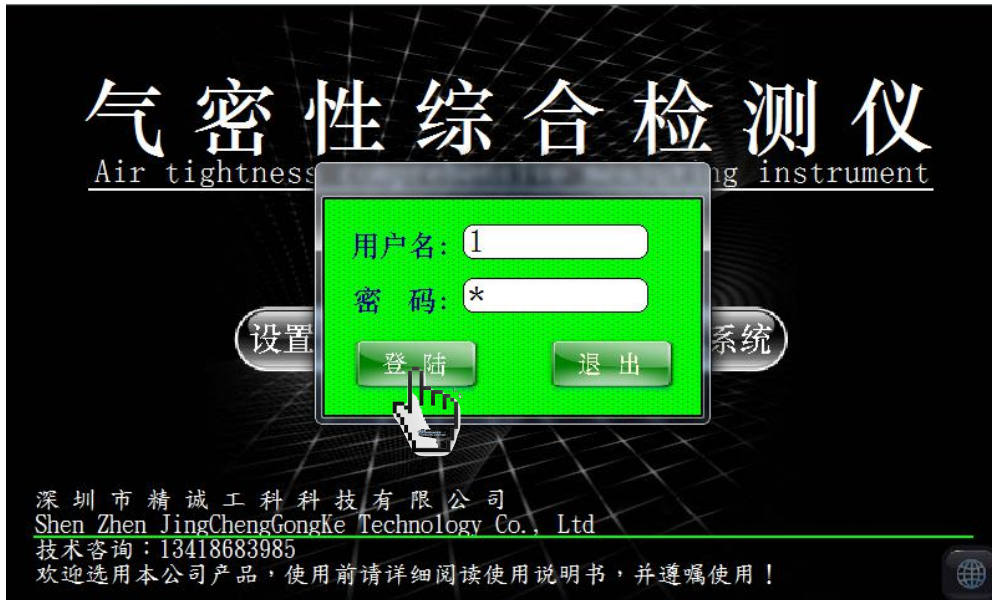 气密性综合检测仪
Air tightness ng instrument
用户名: 1
密 码: *
设置
系统
登 陆
退 出
深圳市精诚工科科技有限公司
Shen Zhen JingChengGongKe Technology Co., Ltd
技术咨询：13418683985
欢迎选用本公司产品，使用前请详细阅读使用说明书，并遵嘱使用！